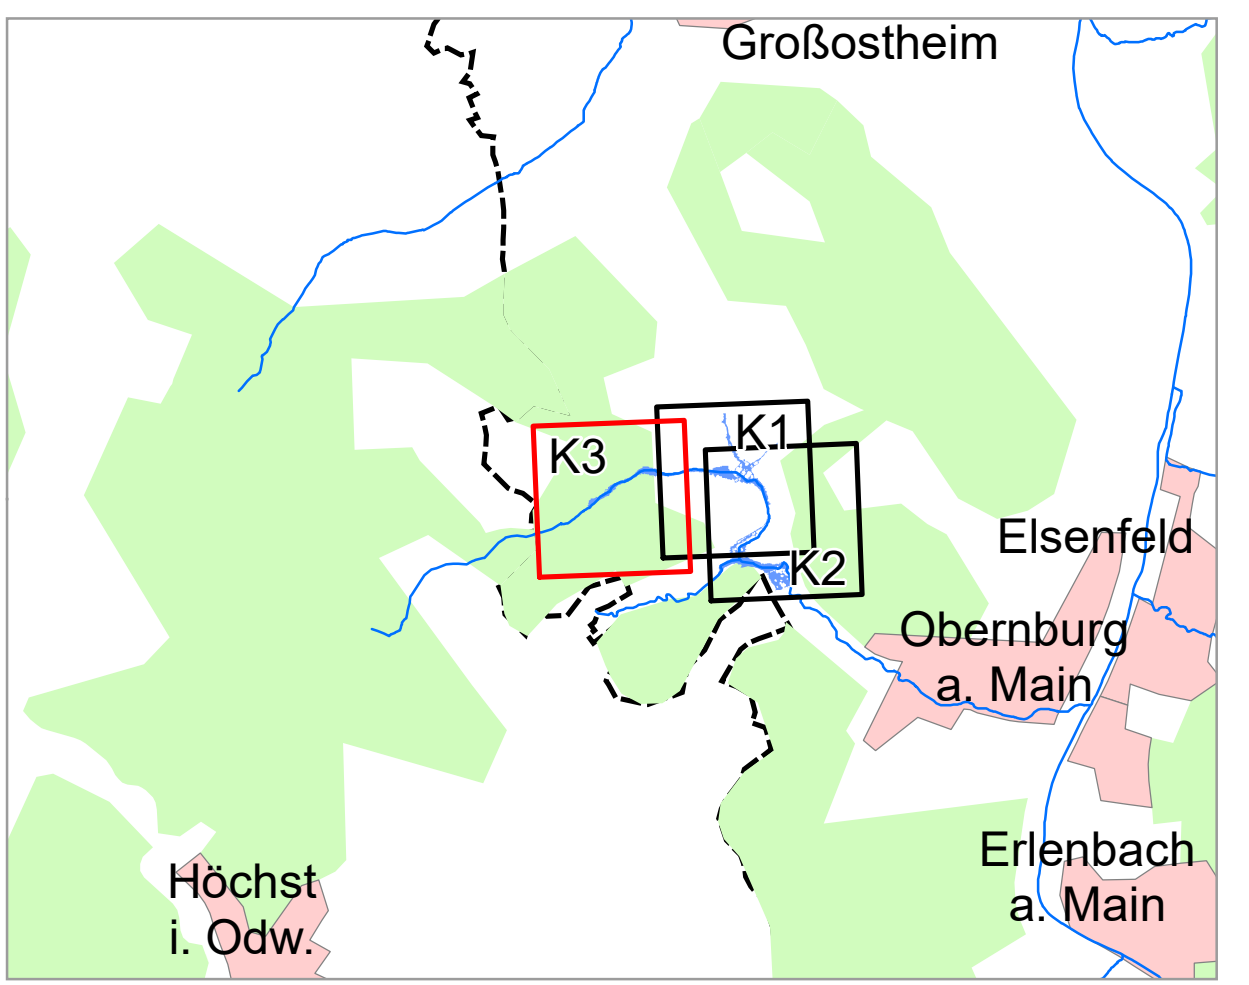 Großostheim
K1
K3
Elsenfeld
K2
Obernburg
a. Main
Erlenbach
a. Main
Höchst
i. Odw.